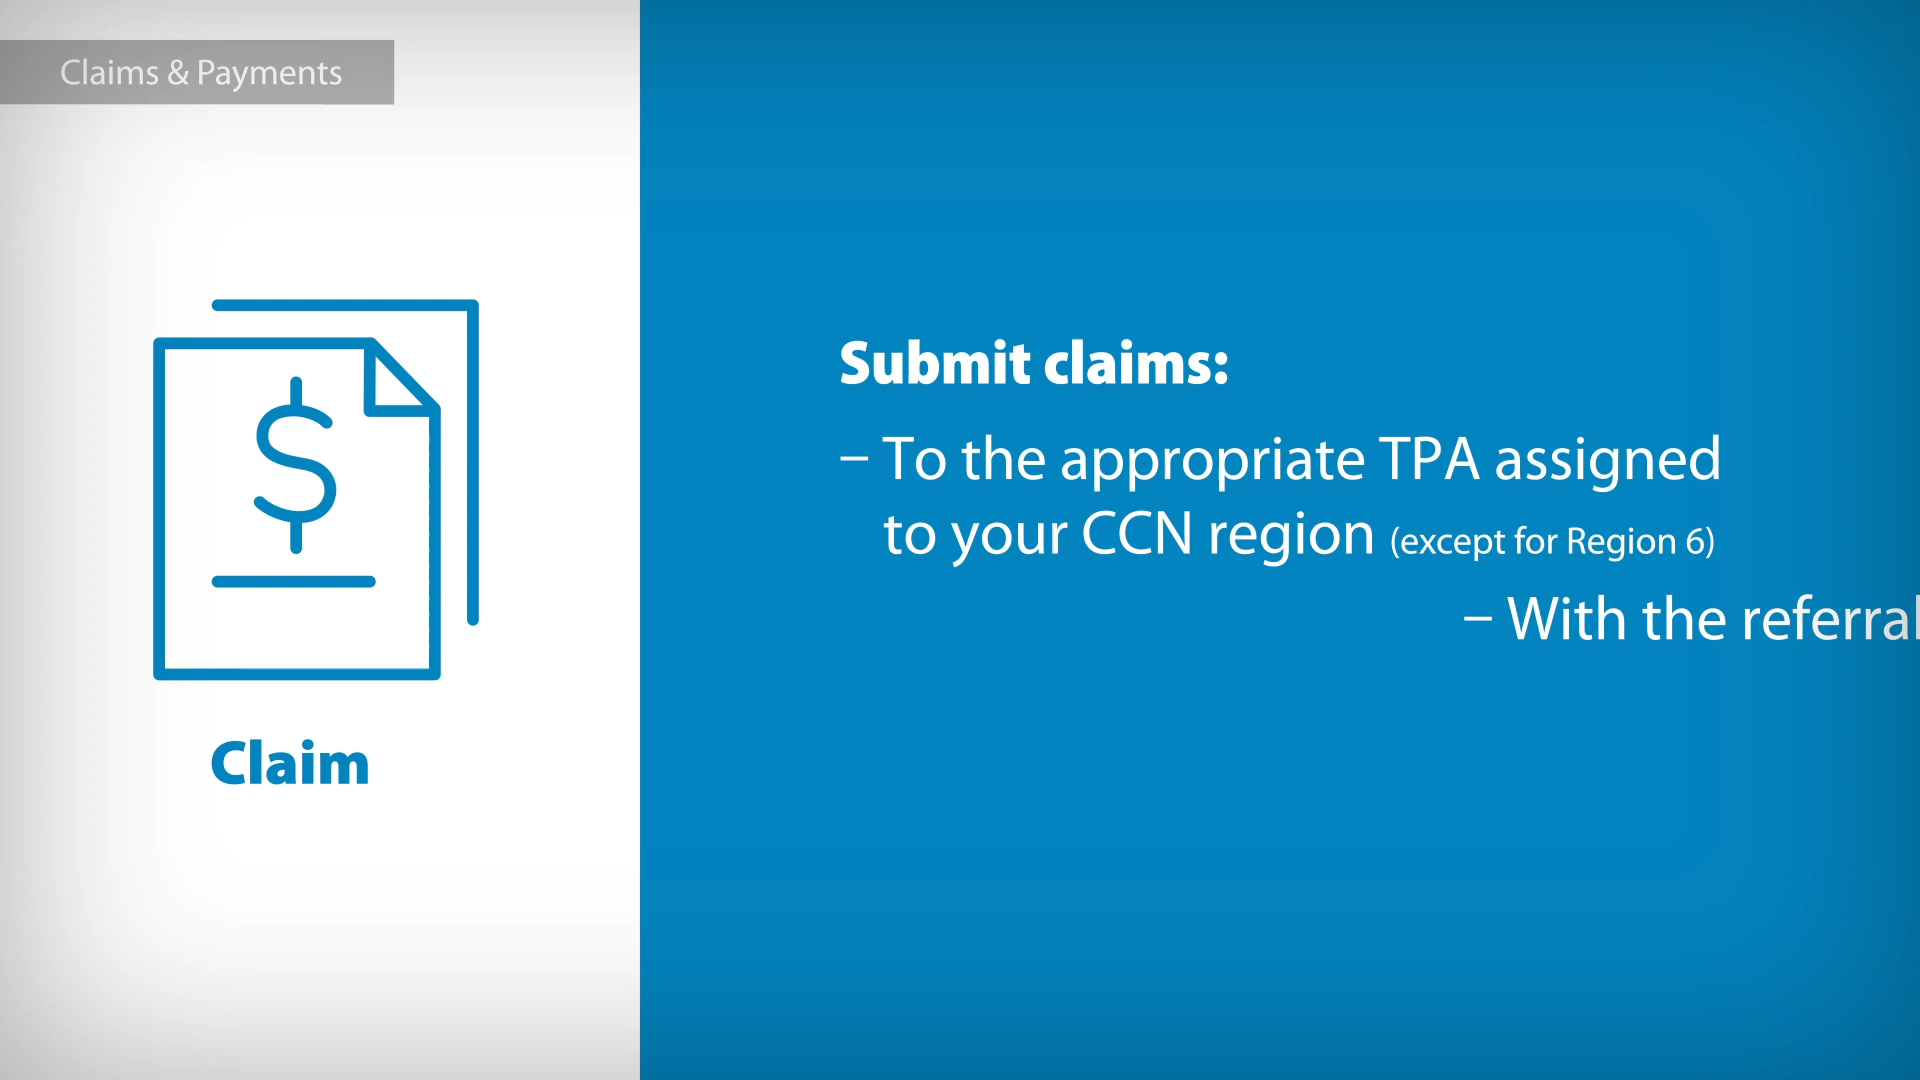 Claims & Payments
Submit claims:
– To the appropriate TPA assigned
to your CCN region (except for Region 6)
– With the referral
Claim